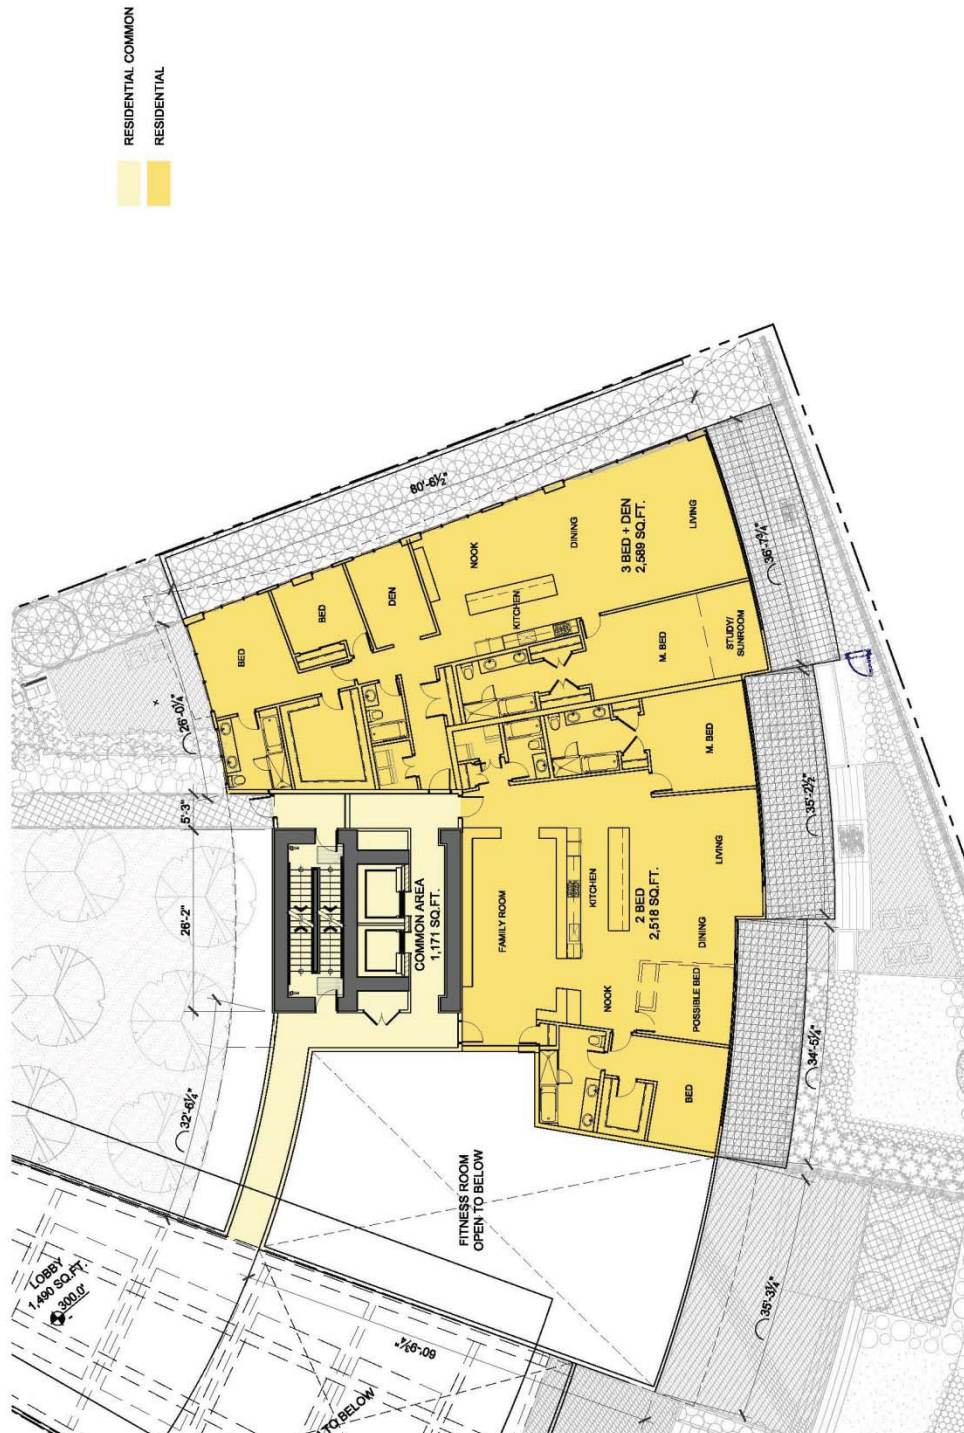 RESIDENTIAL COMMON
RESIDENTIAL
80'-6½"
BED
BED
DEN
NOOK
DINING
3 BED + DEN
2,589 SQ.FT.
LIVING
KITCHEN
M. BED
STUDY/
SUNROOM
36'-7¾"
26'-0¼"
5'-3"
26'-2"
COMMON AREA
1,171 SQ.FT.
M. BED
LIVING
35'-2½"
FAMILY ROOM
KITCHEN
2 BED
2,518 SQ.FT.
DINING
NOOK
POSSIBLE BED
BED
34'-5¼"
32'-6¼"
FITNESS ROOM
OPEN TO BELOW
35'-3¼"
LOBBY
1,490 SQ.FT.
300.0'
60'-9¾"
TO BELOW